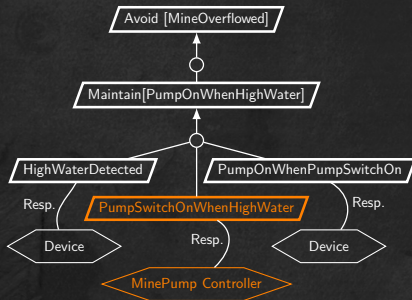 Avoid [MineOverflowed]
Maintain[PumpOnWhenHighWater]
HighWaterDetected
PumpOnWhenPumpSwitchOn
PumpSwitchOnWhenHighWater
Resp.
Resp.
Resp.
Device
Device
MinePump Controller